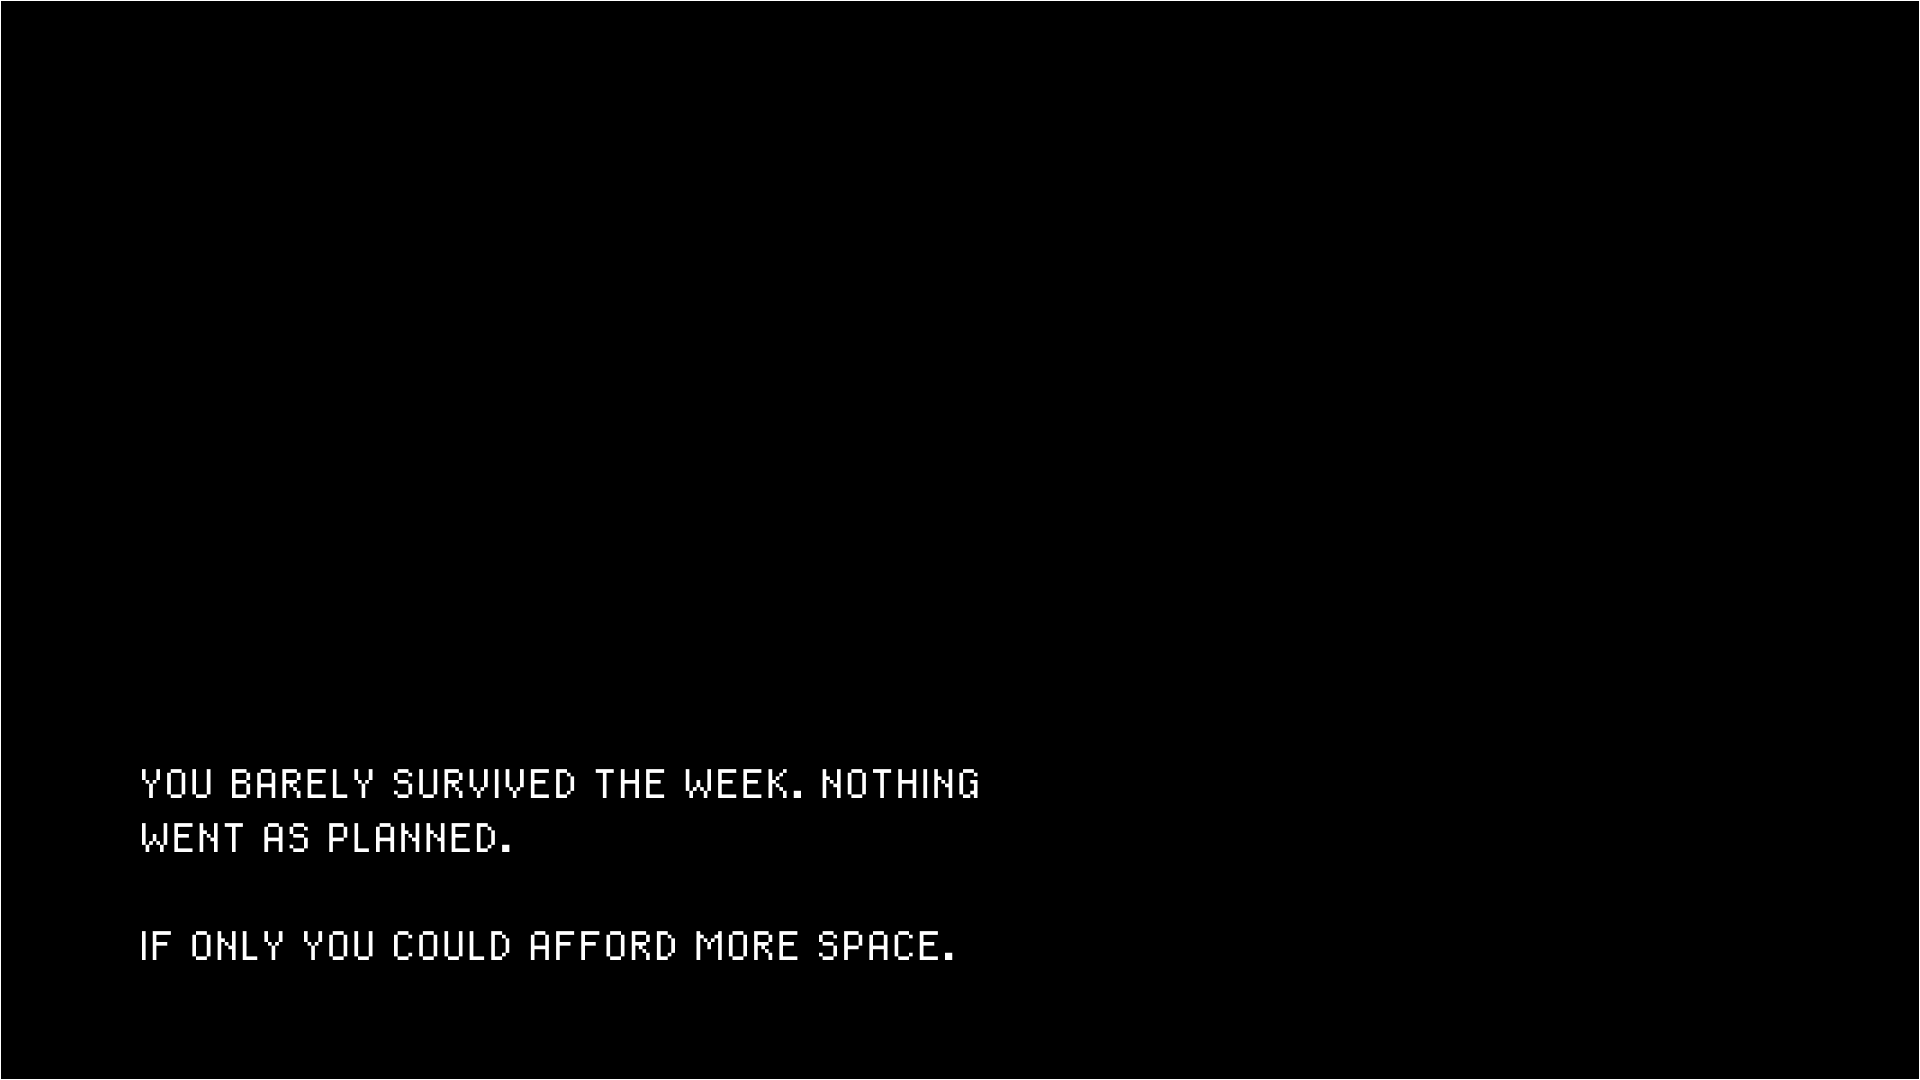 YOU BARELY SURVIVED THE WEEK. NOTHING
WENT AS PLANNED.
IF ONLY YOU COULD AFFORD MORE SPACE.